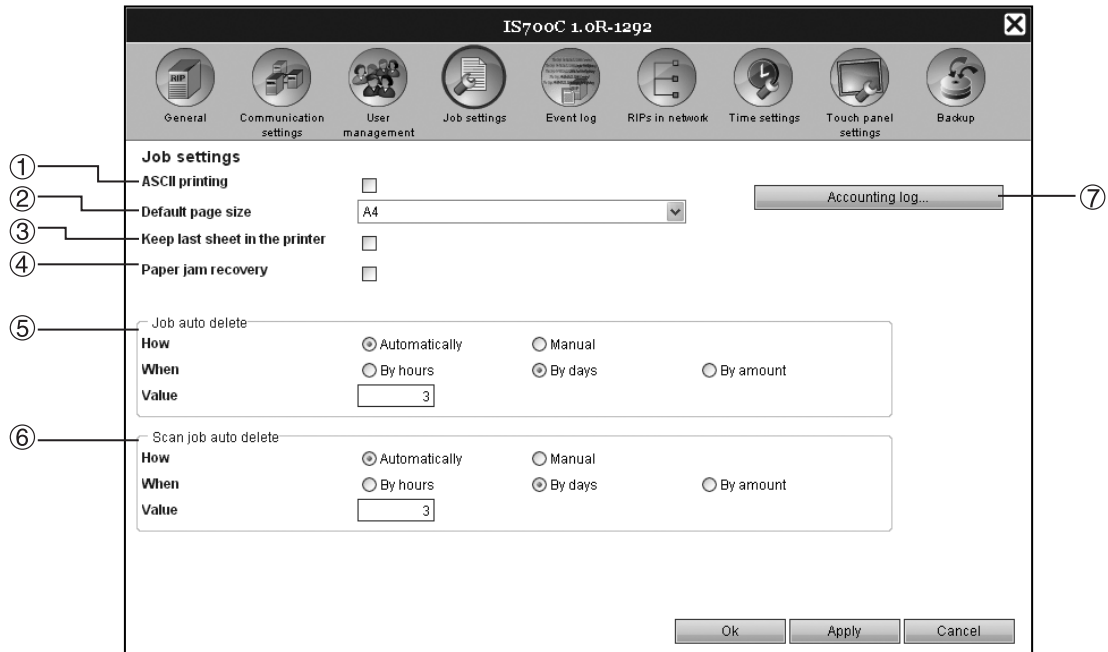 IS700C 1.0R-1292
RIP
General
Communication settings
User management
Job settings
Event log
RIPs in network
Time settings
Touch panel settings
Backup
Job settings
① ASCII printing
② Default page size A4
Accounting log... ⑦
③ Keep last sheet in the printer
④ Paper jam recovery
⑤ Job auto delete
How Automatically Manual
When By hours By days By amount
Value 3
⑥ Scan job auto delete
How Automatically Manual
When By hours By days By amount
Value 3
Ok Apply Cancel